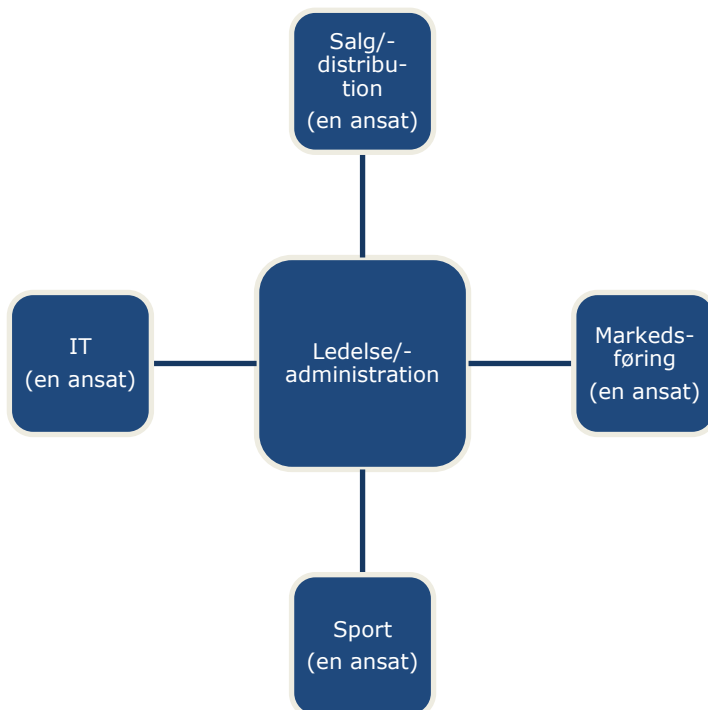 Salg/-
distribu-
tion
(en ansat)
IT
(en ansat)
Ledelse/-
administration
Markeds-
føring
(en ansat)
Sport
(en ansat)